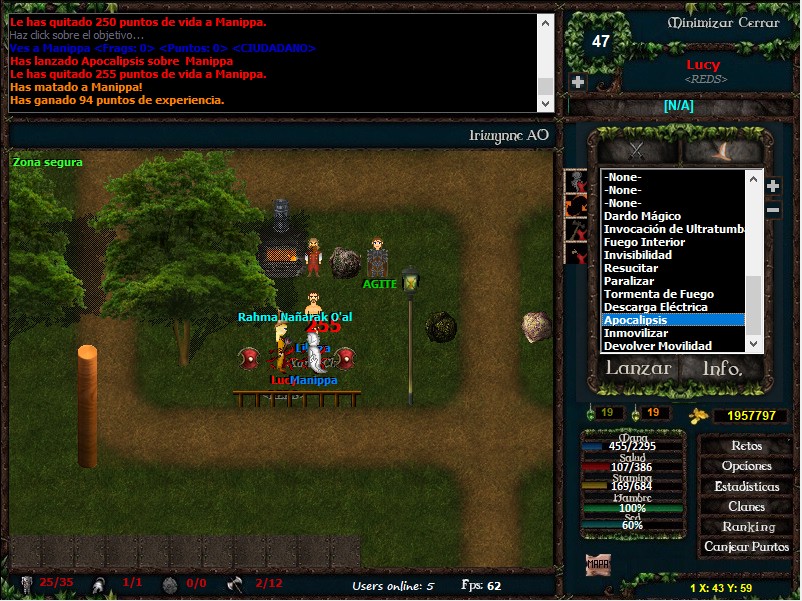 Le has quitado 250 puntos de vida a Manippa.
Haz click sobre el objetivo...
Ves a Manippa <Frags: 0> <Puntos: 0> <CIUDADANO>
Has lanzado Apocalipsis sobre Manippa
Le has quitado 255 puntos de vida a Manippa.
Has matado a Manippa!
Has ganado 94 puntos de experiencia.
47
Minimizar Cerrar
Lucy
<REDS>
[N/A]
Iriwynne AO
Zona segura
AGITE
Rahma Nañarak O'al
255
Manippa
-None-
-None-
-None-
Dardo Mágico
Invocación de Ultratumb
Fuego Interior
Invisibilidad
Resucitar
Paralizar
Tormenta de Fuego
Descarga Eléctrica
Apocalipsis
Inmovilizar
Devolver Movilidad
Lanzar
Info.
19
19
1957797
Mana
455/2295
Salud
107/386
Stamina
169/684
Hambre
100%
Sed
60%
Retos
Opciones
Estadisticas
Clanes
Ranking
Canjear Puntos
MAPA
25/35
1/1
0/0
2/12
Users online: 5
Fps: 62
1 X: 43 Y: 59